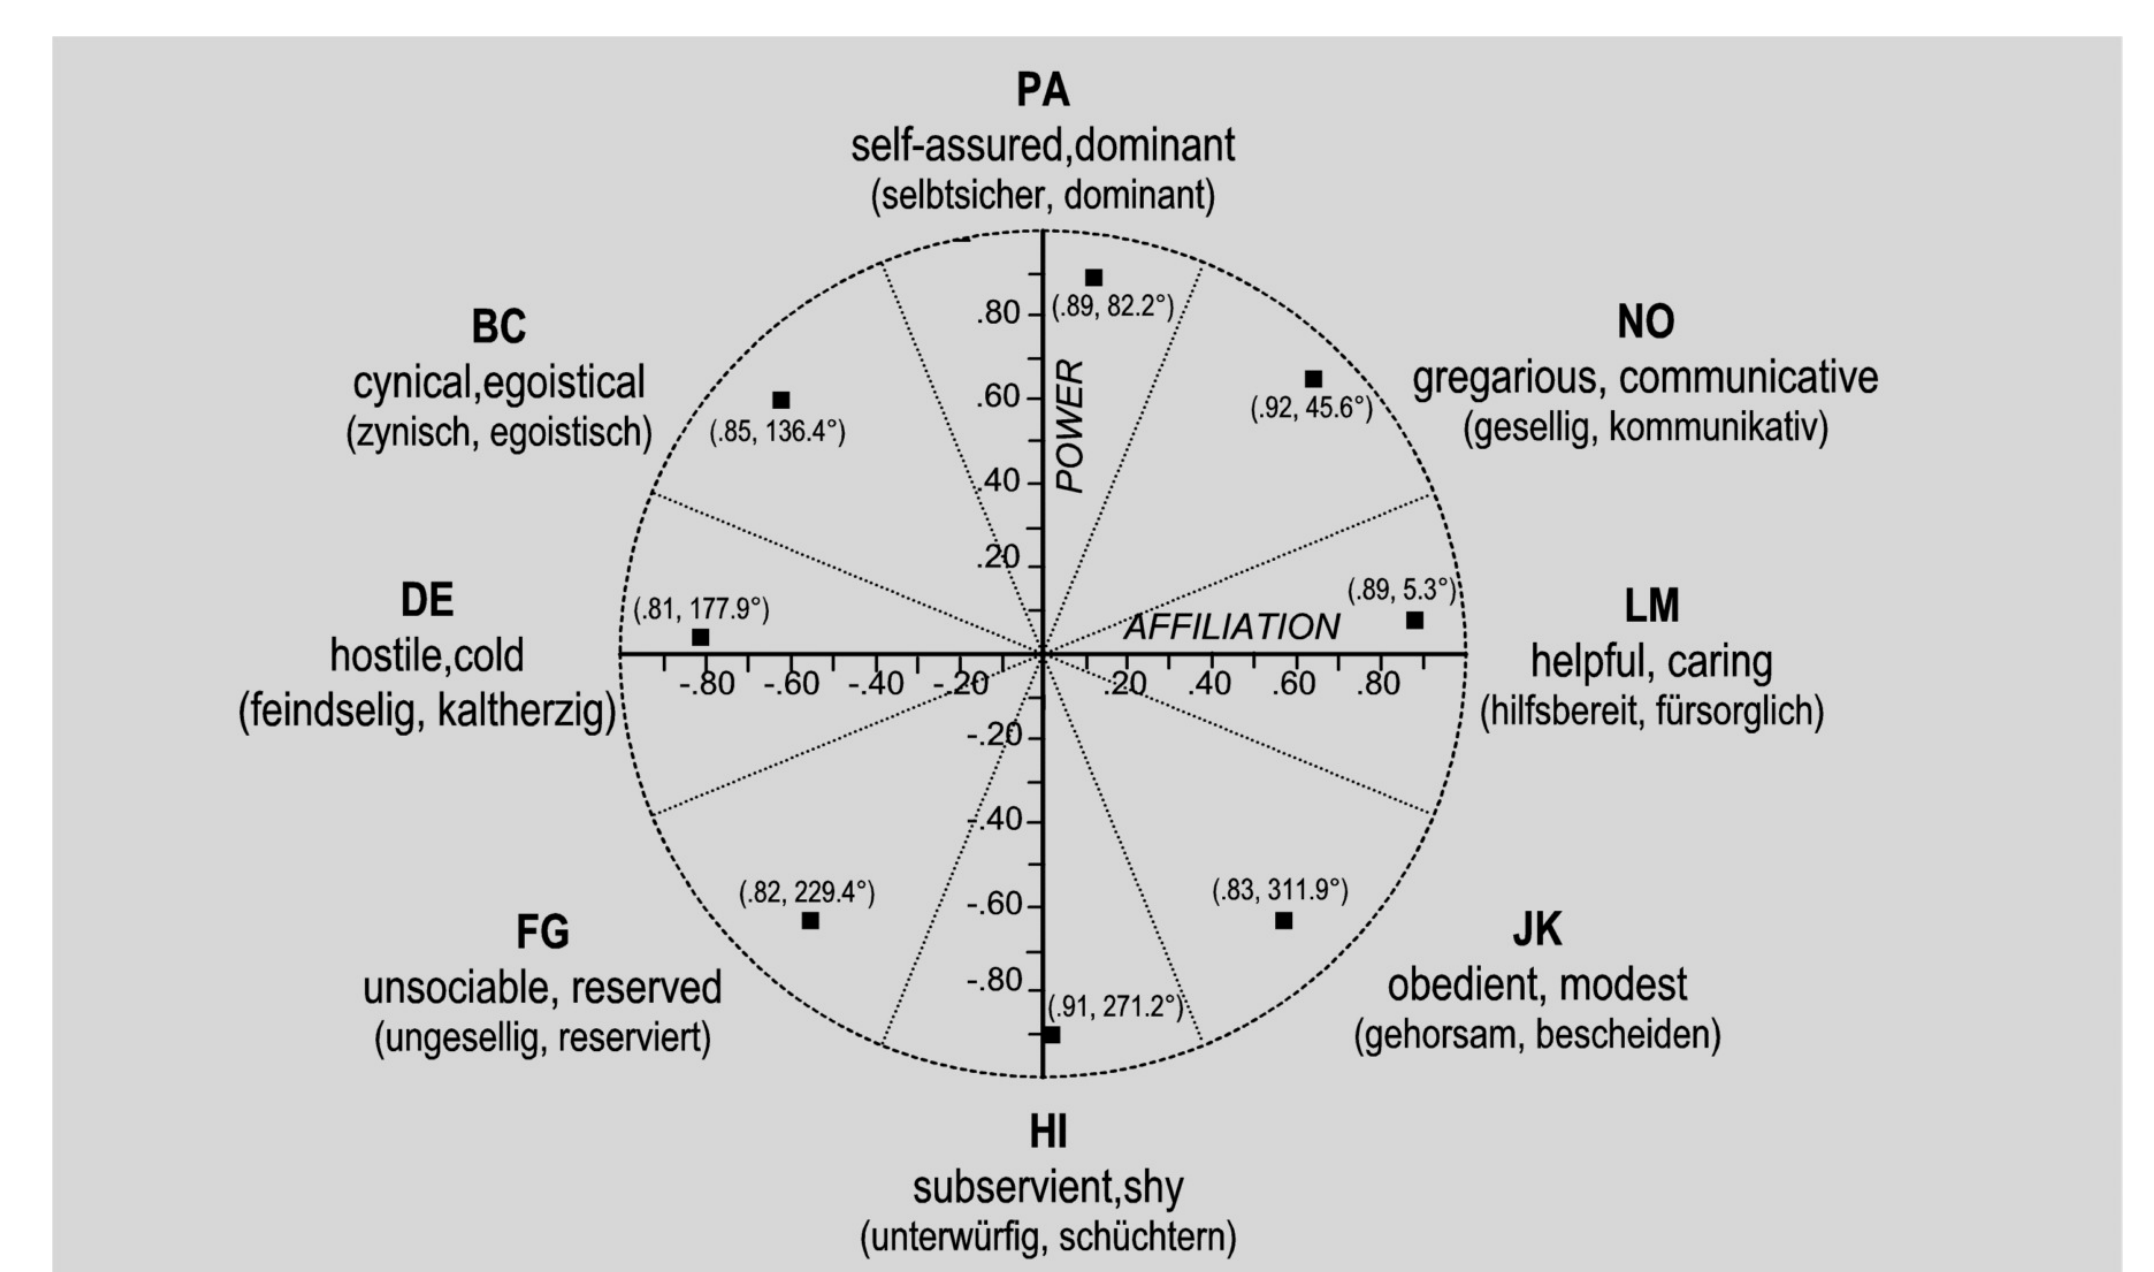 PA
self-assured,dominant
(selbtsicher, dominant)
BC
cynical,egoistical
(zynisch, egoistisch)
NO
gregarious, communicative
(gesellig, kommunikativ)
.80
(.89, 82.2°)
.60
POWER
(.92, 45.6°)
(.85, 136.4°)
.40
.20
DE
hostile,cold
(feindselig, kaltherzig)
(.81, 177.9°)
AFFILIATION
(.89, 5.3°)
LM
helpful, caring
(hilfsbereit, fürsorglich)
-.80 -.60 -.40 -.20 .20 .40 .60 .80
-.20
-.40
-.60
-.80
(.82, 229.4°)
(.83, 311.9°)
FG
unsociable, reserved
(ungesellig, reserviert)
(.91, 271.2°)
JK
obedient, modest
(gehorsam, bescheiden)
HI
subservient,shy
(unterwürfig, schüchtern)